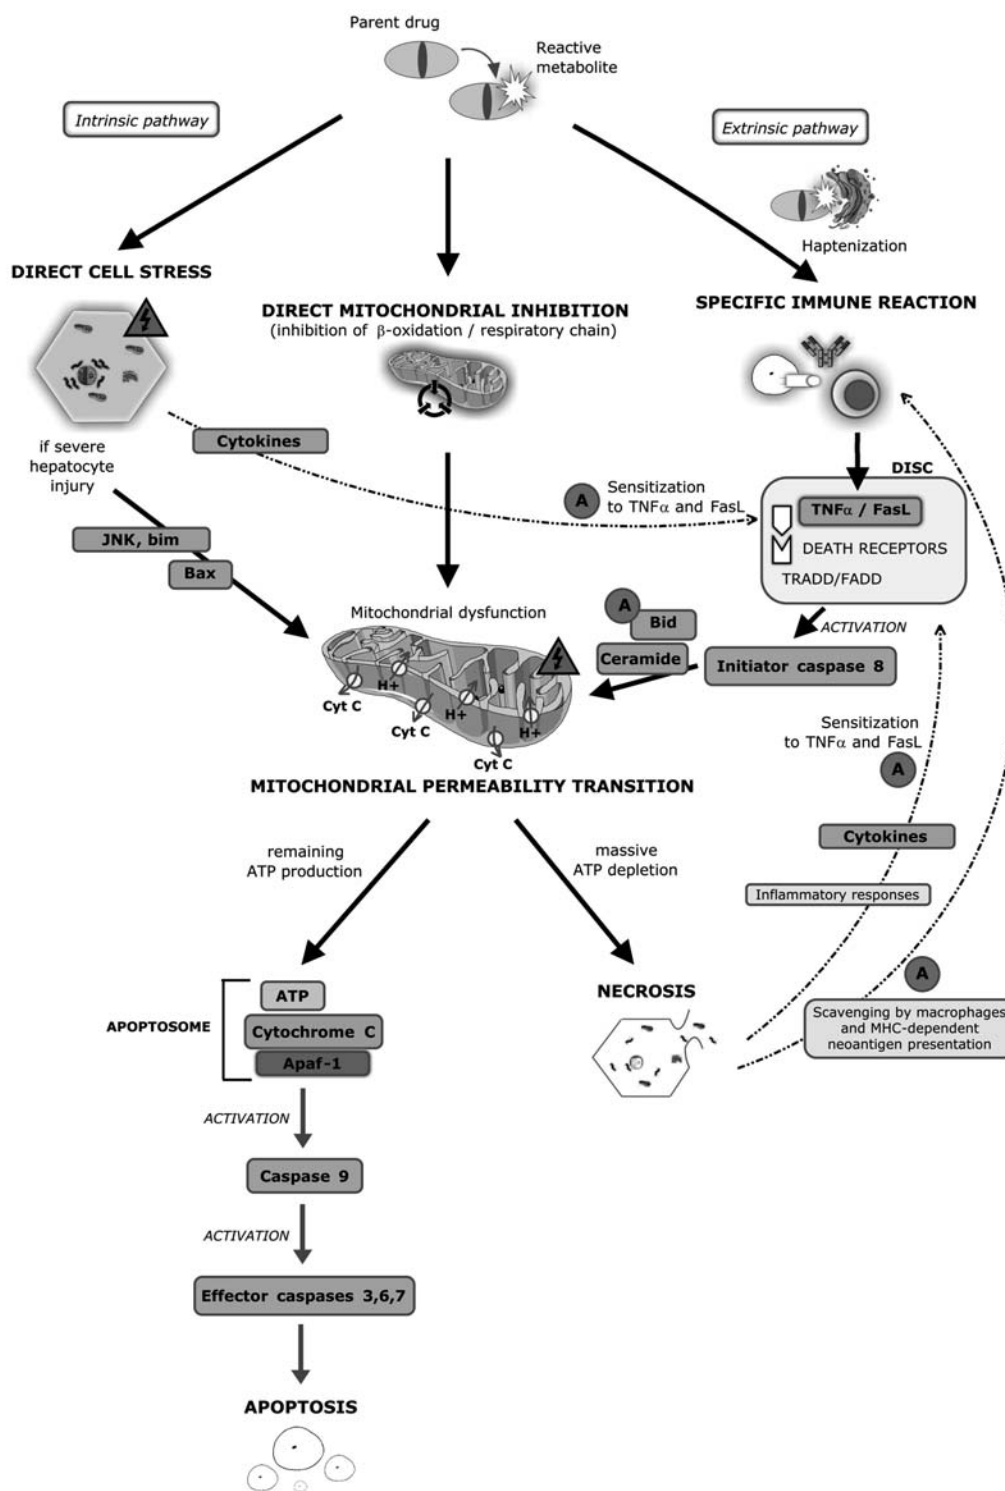 Parent drug
Reactive
metabolite
Intrinsic pathway
Extrinsic pathway
Haptenization
DIRECT CELL STRESS
DIRECT MITOCHONDRIAL INHIBITION
(inhibition of β-oxidation / respiratory chain)
SPECIFIC IMMUNE REACTION
Cytokines
if severe
hepatocyte
injury
A
Sensitization
to TNFα and FasL
DISC
TNFα / FasL
DEATH RECEPTORS
TRADD/FADD
JNK, bim
Bax
Mitochondrial dysfunction
A
Bid
Ceramide
ACTIVATION
Initiator caspase 8
Cyt C
H+
Cyt C
H+
Cyt C
H+
MITOCHONDRIAL PERMEABILITY TRANSITION
Sensitization
to TNFα and FasL
A
Cytokines
Inflammatory responses
remaining
ATP production
massive
ATP depletion
A
Scavenging by macrophages
and MHC-dependent
neoantigen presentation
NECROSIS
APOPTOSOME
ATP
Cytochrome C
Apaf-1
ACTIVATION
Caspase 9
ACTIVATION
Effector caspases 3,6,7
APOPTOSIS